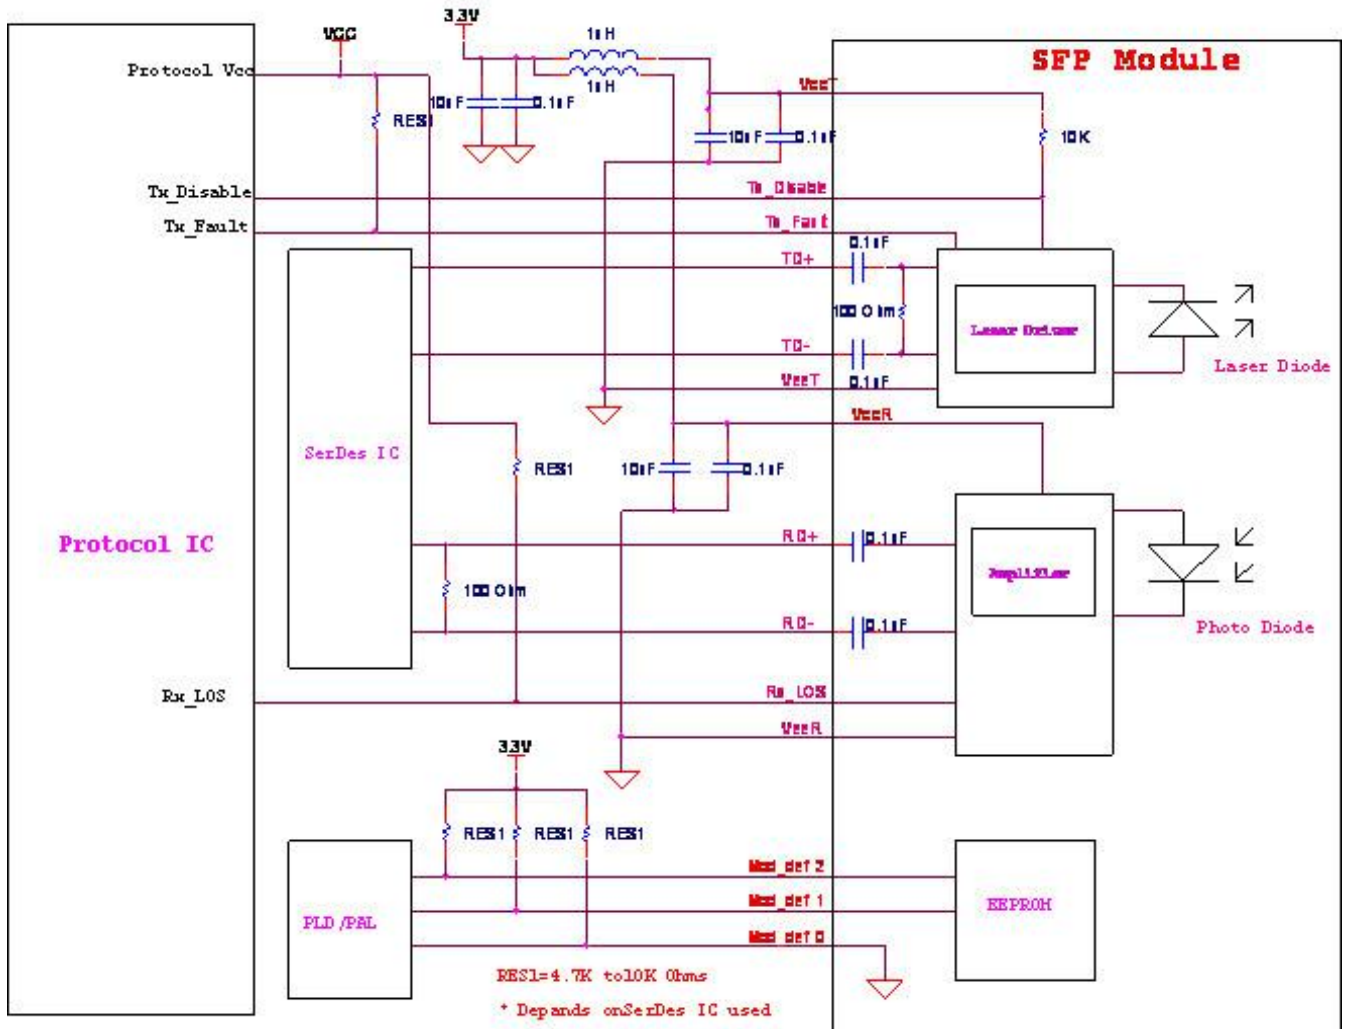 3.3V
VCC
1uH
SFP Module
Protocol Vcc
1uH
VccT
10uF
0.1uF
RES1
10uF
0.1uF
10K
Tx_Disable
Tx_Disable
Tx_Fault
Tx_Fault
0.1uF
TD+
100 Ohm
Laser Driver
TD-
Laser Diode
VeeT
0.1uF
VccR
SerDes IC
RES1
10uF
0.1uF
Protocol IC
RD+
0.1uF
Amplifier
100 Ohm
RD-
0.1uF
Photo Diode
Rx_LOS
Rx_LOS
VeeR
3.3V
RES1
RES1
RES1
Mod_def 2
Mod_def 1
EEPROM
PLD/PAL
Mod_def 0
RES1=4.7K to10K Ohms
* Depands onSerDes IC used